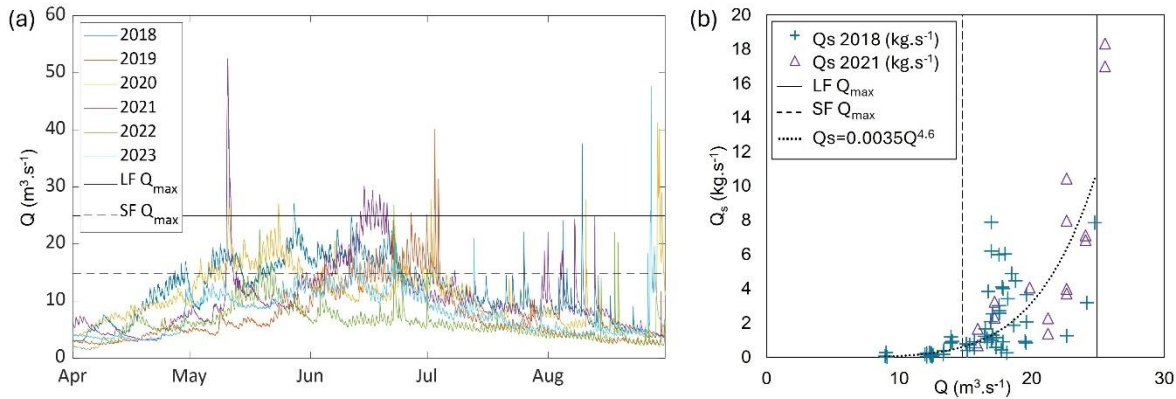 (a)
60
50
40
30
20
10
0
Q (m³.s⁻¹)
2018
2019
2020
2021
2022
2023
LF Qmax
SF Qmax
Apr May Jun Jul Aug
(b)
20
18
16
14
12
10
8
6
4
2
0
Qs (kg.s⁻¹)
Qs 2018 (kg.s⁻¹)
Qs 2021 (kg.s⁻¹)
LF Qmax
SF Qmax
Qs=0.0035Q⁴·⁶
0 10 20 30
Q (m³.s⁻¹)